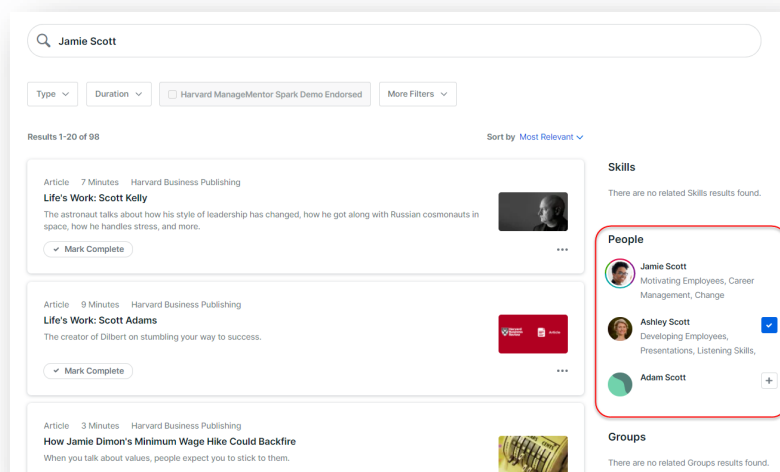 Jamie Scott
Type
Duration
Harvard ManageMentor Spark Demo Endorsed
More Filters
Results 1-20 of 98
Sort by Most Relevant
Article 7 Minutes Harvard Business Publishing
Life's Work: Scott Kelly
The astronaut talks about how his style of leadership has changed, how he got along with Russian cosmonauts in
space, how he handles stress, and more.
Mark Complete
Article 9 Minutes Harvard Business Publishing
Life's Work: Scott Adams
The creator of Dilbert on stumbling your way to success.
Mark Complete
Article 3 Minutes Harvard Business Publishing
How Jamie Dimon's Minimum Wage Hike Could Backfire
When you talk about values, people expect you to stick to them.
Skills
There are no related Skills results found.
People
Jamie Scott
Motivating Employees, Career
Management, Change
Ashley Scott
Developing Employees,
Presentations, Listening Skills,
Adam Scott
Groups
There are no related Groups results found.